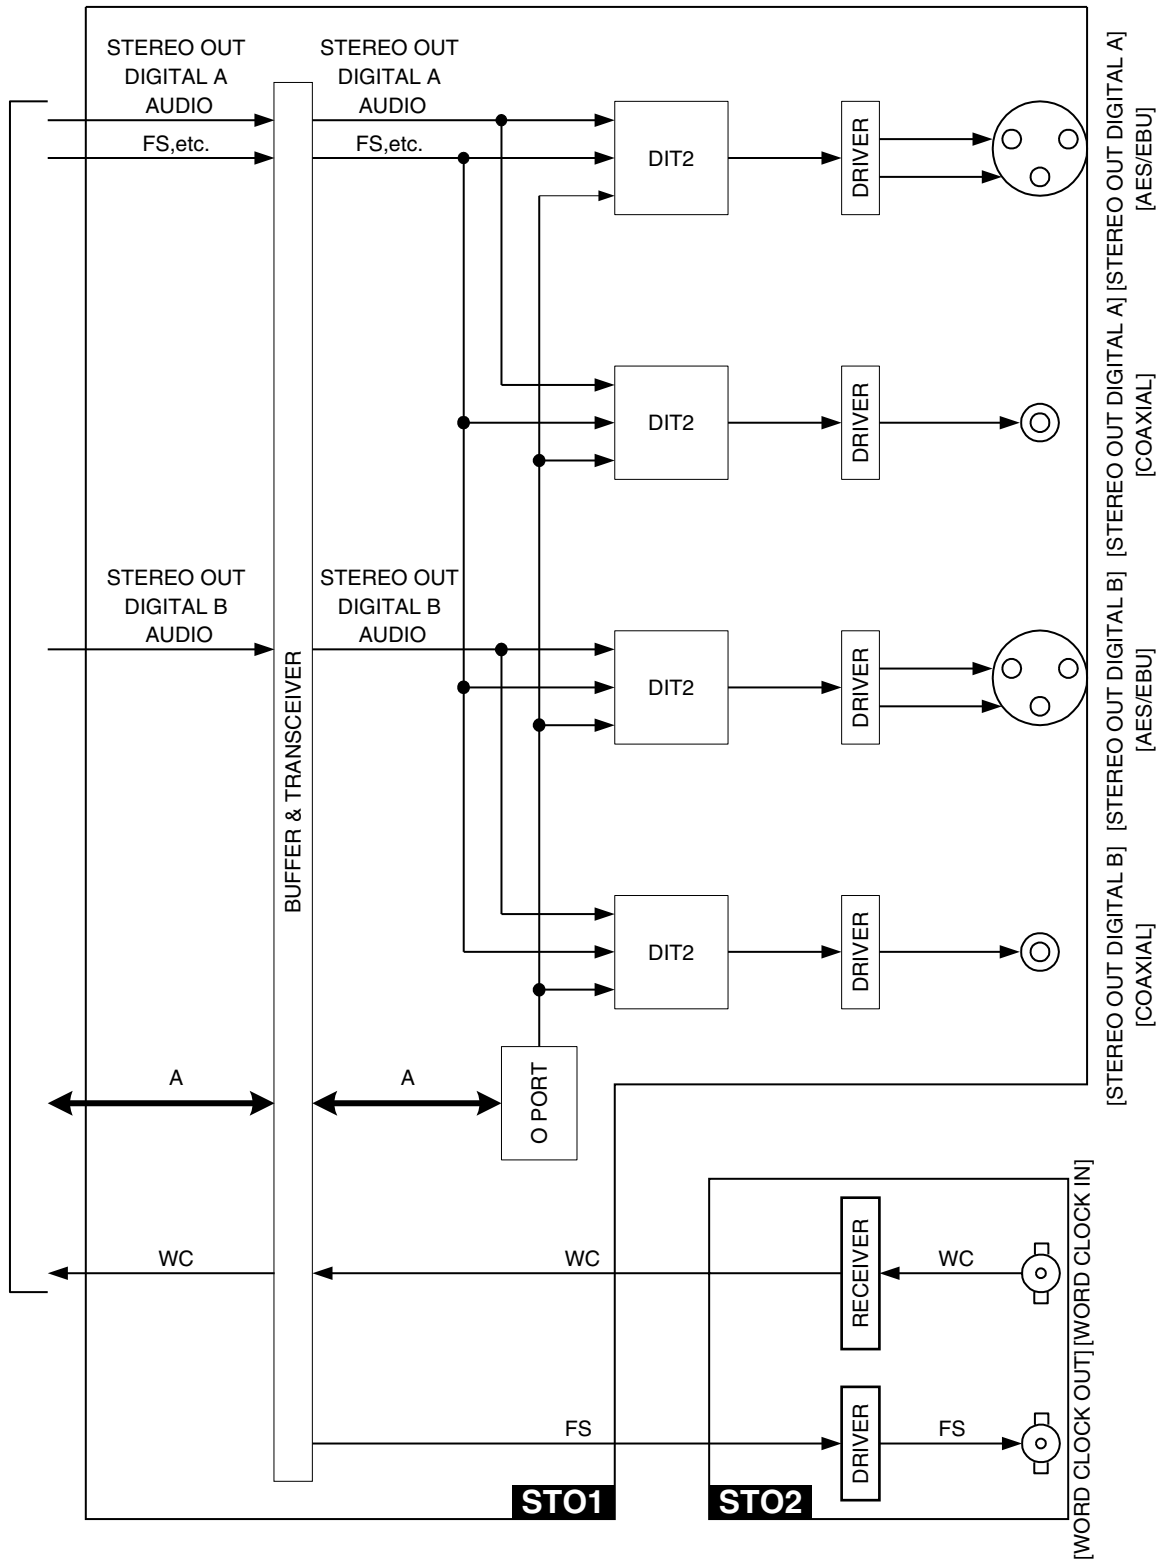 STEREO OUT
DIGITAL A
AUDIO
FS,etc.
STEREO OUT
DIGITAL A
AUDIO
FS,etc.
DIT2
DRIVER
[STEREO OUT DIGITAL A]
[AES/EBU]
DIT2
DRIVER
[STEREO OUT DIGITAL A]
[COAXIAL]
STEREO OUT
DIGITAL B
AUDIO
STEREO OUT
DIGITAL B
AUDIO
BUFFER & TRANSCEIVER
DIT2
DRIVER
[STEREO OUT DIGITAL B]
[AES/EBU]
DIT2
DRIVER
[STEREO OUT DIGITAL B]
[COAXIAL]
A
A
O PORT
WC
WC
RECEIVER
WC
[WORD CLOCK IN]
FS
DRIVER
FS
[WORD CLOCK OUT]
STO1
STO2